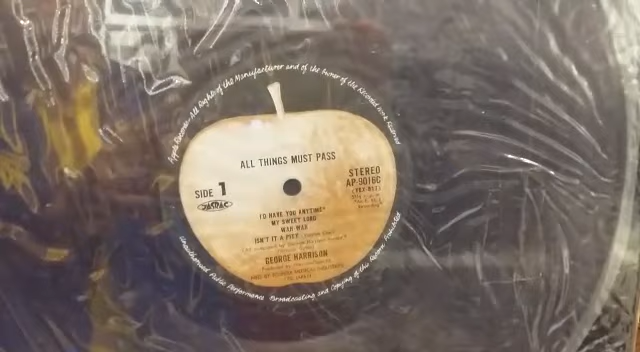 Apple Records - All Rights of the Manufacturer and of the Owner of the Recorded Work Reserved
ALL THINGS MUST PASS
SIDE 1
JASRAC
STEREO
AP-9016C
I'D HAVE YOU ANYTIME
MY SWEET LORD
WAH-WAH
ISN'T IT A PITY
GEORGE HARRISON
Unauthorised Public Performance Broadcasting and Copying of this Record Prohibited